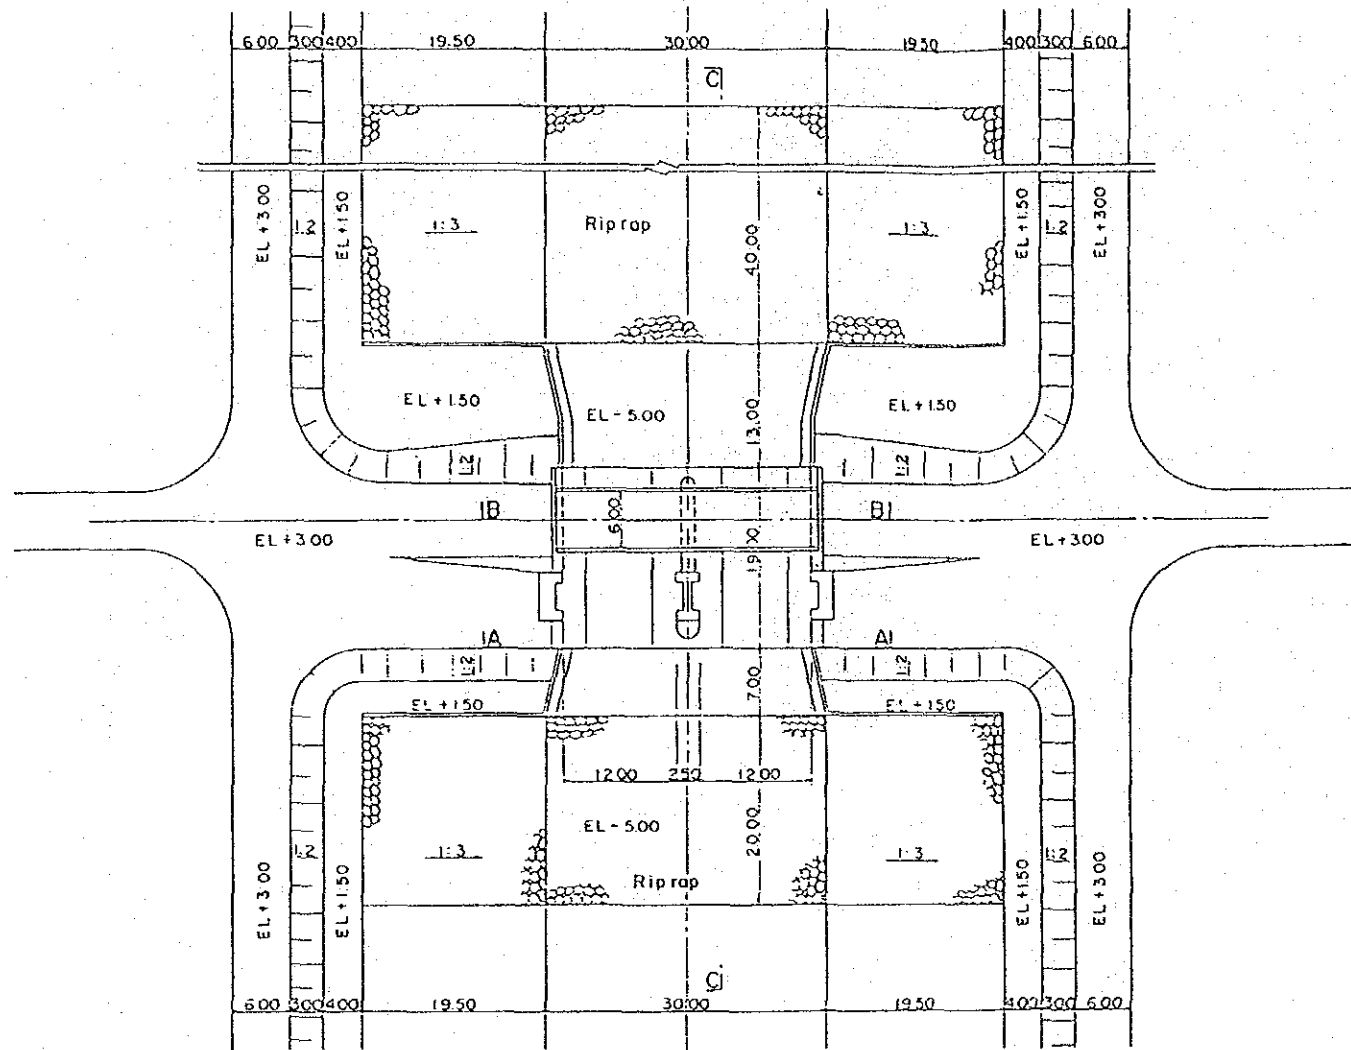 6.00 3.00 4.00 19.50 30.00 19.50 4.00 3.00 6.00
C
EL + 3.00
1:2
EL + 1.50
1:3
Riprap
40.00
1:3
EL + 1.50
1:2
EL + 3.00
EL + 1.50
EL - 5.00
13.00
EL + 1.50
1:2
1:2
B
6.00
B
EL + 3.00
19.00
EL + 3.00
A
A
1:2
7.00
1:2
EL + 1.50
EL + 1.50
12.00 2.50 12.00
EL - 5.00
20.00
1:2
1:3
1:3
1:2
Riprap
EL + 3.00
EL + 1.50
EL + 1.50
EL + 3.00
C
6.00 3.00 4.00 19.50 30.00 19.50 4.00 3.00 6.00